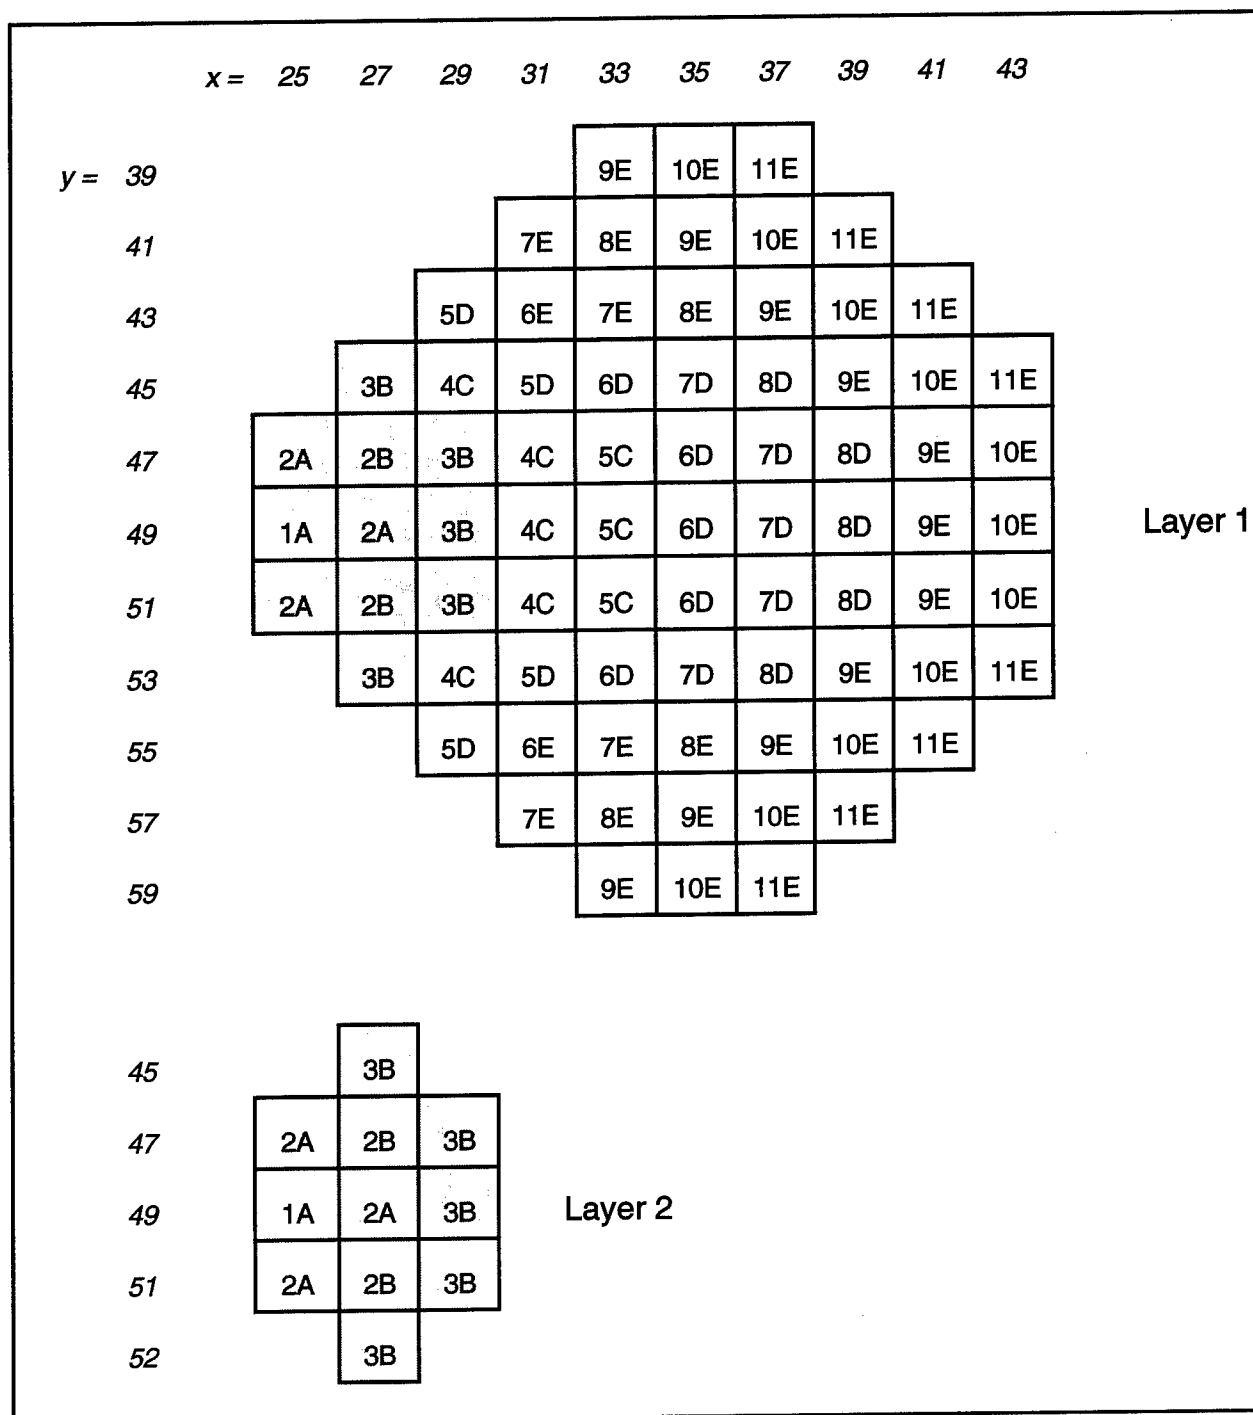 x = 25 27 29 31 33 35 37 39 41 43
y = 39 9E 10E 11E
41 7E 8E 9E 10E 11E
43 5D 6E 7E 8E 9E 10E 11E
45 3B 4C 5D 6D 7D 8D 9E 10E 11E
47 2A 2B 3B 4C 5C 6D 7D 8D 9E 10E
49 1A 2A 3B 4C 5C 6D 7D 8D 9E 10E Layer 1
51 2A 2B 3B 4C 5C 6D 7D 8D 9E 10E
53 3B 4C 5D 6D 7D 8D 9E 10E 11E
55 5D 6E 7E 8E 9E 10E 11E
57 7E 8E 9E 10E 11E
59 9E 10E 11E
45 3B
47 2A 2B 3B
49 1A 2A 3B Layer 2
51 2A 2B 3B
52 3B